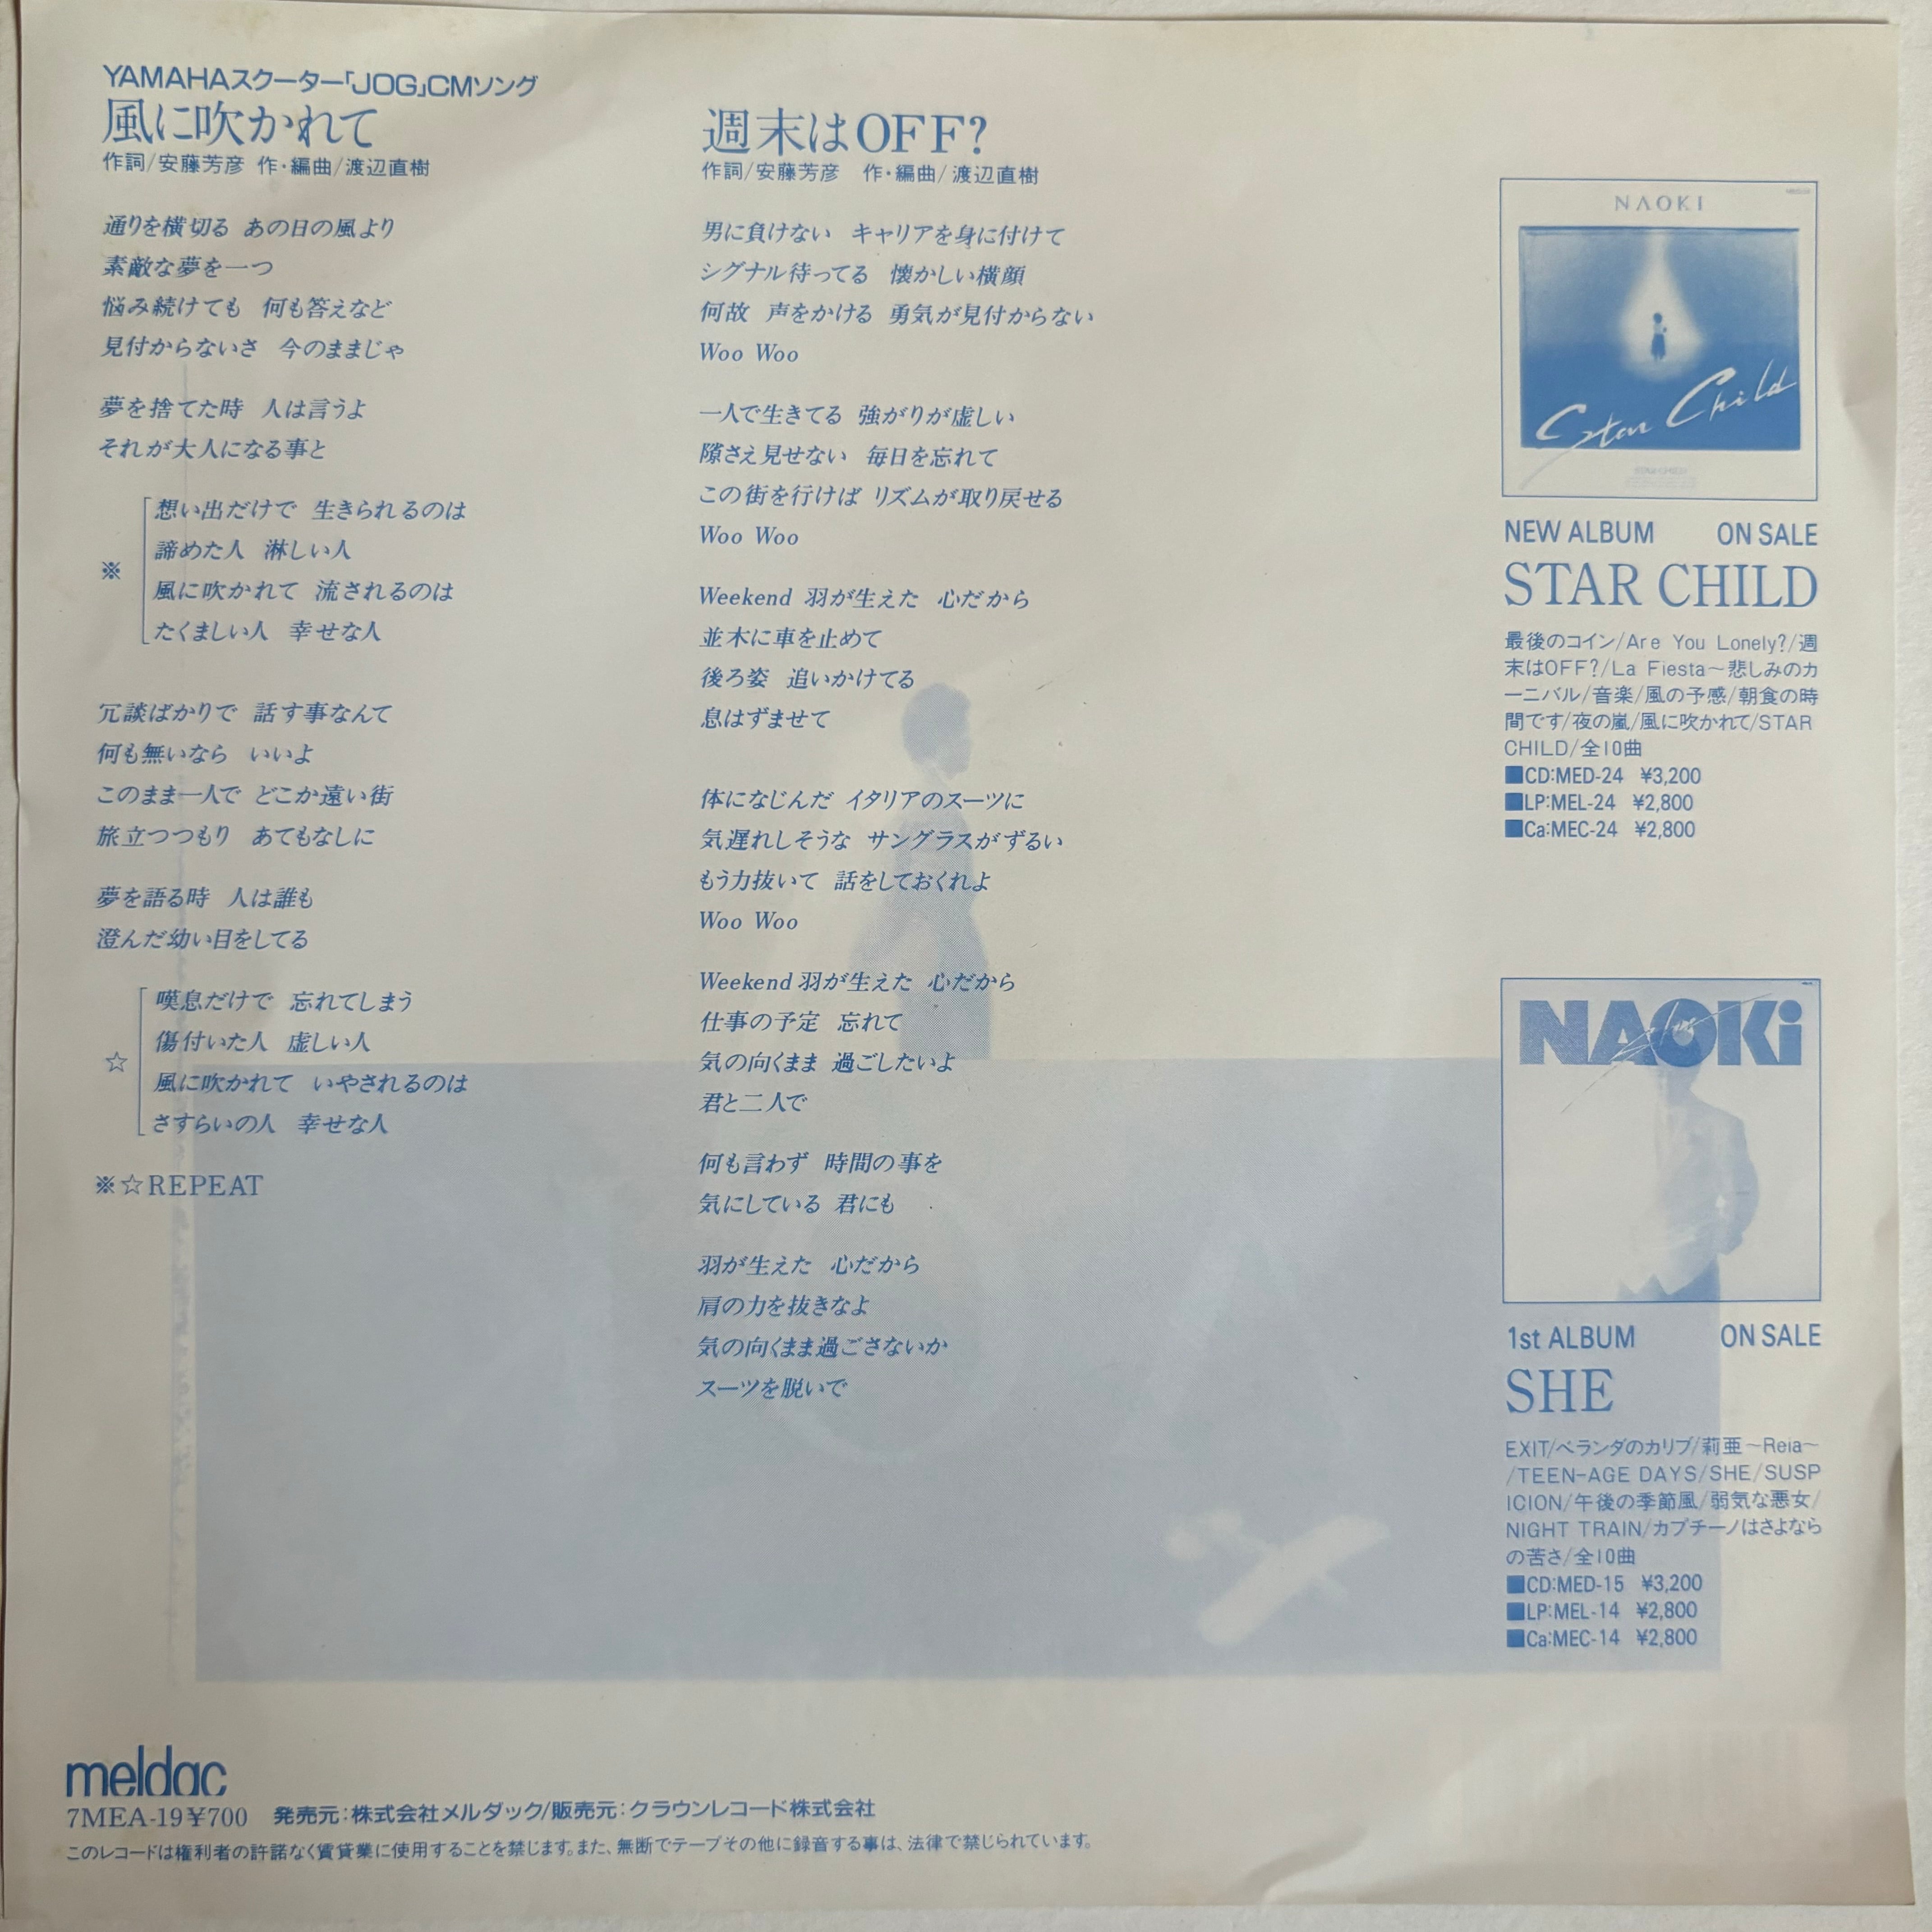 YAMAHAスクーター「JOG」CMソング
風に吹かれて
作詞/安藤芳彦 作・編曲/渡辺直樹
通りを横切る あの日の風より
素敵な夢を一つ
悩み続けても 何も答えなど
見付からないさ 今のままじゃ
夢を捨てた時 人は言うよ
それが大人になる事と
※
想い出だけで 生きられるのは
諦めた人 淋しい人
風に吹かれて 流されるのは
たくましい人 幸せな人
冗談ばかりで 話す事なんて
何も無いなら いいよ
このまま一人で どこか遠い街
旅立つつもり あてもなしに
夢を語る時 人は誰も
澄んだ幼い目をしてる
☆
嘆息だけで 忘れてしまう
傷付いた人 虚しい人
風に吹かれて いやされるのは
さすらいの人 幸せな人
※☆REPEAT
週末はOFF?
作詞/安藤芳彦 作・編曲/渡辺直樹
男に負けない キャリアを身に付けて
シグナル待ってる 懐かしい横顔
何故 声をかける 勇気が見付からない
Woo Woo
一人で生きてる 強がりが虚しい
隙さえ見せない 毎日を忘れて
この街を行けば リズムが取り戻せる
Woo Woo
Weekend 羽が生えた 心だから
並木に車を止めて
後ろ姿 追いかけてる
息はずませて
体になじんだ イタリアのスーツに
気遅れしそうな サングラスがずるい
もう力抜いて 話をしておくれよ
Woo Woo
Weekend 羽が生えた 心だから
仕事の予定 忘れて
気の向くまま 過ごしたいよ
君と二人で
何も言わず 時間の事を
気にしている 君にも
羽が生えた 心だから
肩の力を抜きなよ
気の向くまま過ごさないか
スーツを脱いで
NAOKI
Star Child
NEW ALBUM ON SALE
STAR CHILD
最後のコイン/Are You Lonely?/週
末はOFF?/La Fiesta〜悲しみのカ
ーニバル/音楽/風の予感/朝食の時
間です/夜の嵐/風に吹かれて/STAR
CHILD/全10曲
■CD:MED-24 ¥3,200
■LP:MEL-24 ¥2,800
■Ca:MEC-24 ¥2,800
NAOKi
She
1st ALBUM ON SALE
SHE
EXIT/ベランダのカリブ/莉亜〜Reia〜
/TEEN-AGE DAYS/SHE/SUSP
ICION/午後の季節風/弱気な悪女/
NIGHT TRAIN/カプチーノはさよなら
の苦さ/全10曲
■CD:MED-15 ¥3,200
■LP:MEL-14 ¥2,800
■Ca:MEC-14 ¥2,800
meldac
7MEA-19¥700 発売元:株式会社メルダック/販売元:クラウンレコード株式会社
このレコードは権利者の許諾なく賃貸業に使用することを禁じます。また、無断でテープその他に録音する事は、法律で禁じられています。